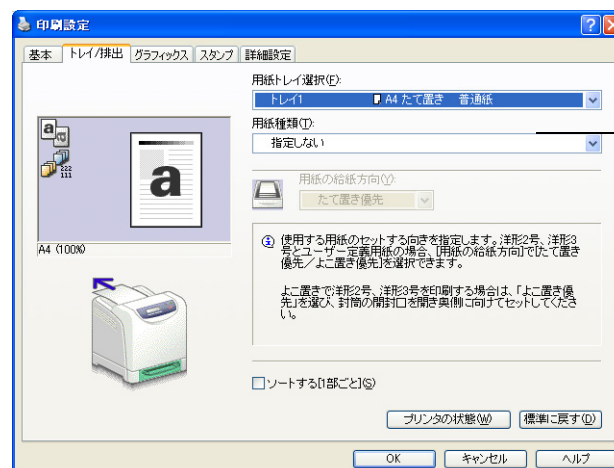 印刷設定
基本 トレイ/排出 グラフィックス スタンプ 詳細設定
用紙トレイ選択(F):
トレイ1 A4 たて置き 普通紙
用紙種類(T):
指定しない
用紙の給紙方向(Y):
たて置き優先
a
a
222
111
a
A4 (100%)
使用する用紙のセットする向きを指定します。洋形2号、洋形3
号とユーザー定義用紙の場合、[用紙の給紙方向]で[たて置き
優先/よこ置き優先]を選択できます。
よこ置きで洋形2号、洋形3号を印刷する場合は、「よこ置き優
先」を選び、封筒の開封口を開き奥側に向けてセットしてくださ
い。
ソートする[1部ごと](S)
プリンタの状態(W) 標準に戻す(D)
OK キャンセル ヘルプ